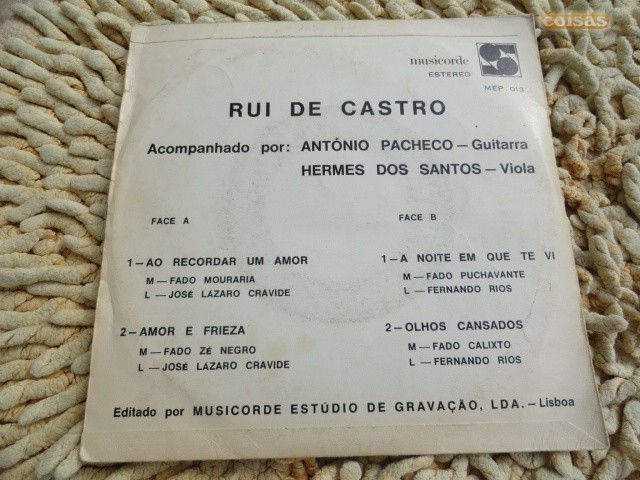 coisas
musicorde
ESTEREO
MEP 013
RUI DE CASTRO
Acompanhado por: ANTÓNIO PACHECO — Guitarra
HERMES DOS SANTOS — Viola
FACE A
1 — AO RECORDAR UM AMOR
M — FADO MOURARIA
L — JOSÉ LÁZARO CRAVIDE
2 — AMOR E FRIEZA
M — FADO ZÉ NEGRO
L — JOSÉ LÁZARO CRAVIDE
FACE B
1 — A NOITE EM QUE TE VI
M — FADO PUCHAVANTE
L — FERNANDO RIOS
2 — OLHOS CANSADOS
M — FADO CALIXTO
L — FERNANDO RIOS
Editado por MUSICORDE ESTÚDIO DE GRAVAÇÃO, LDA. — Lisboa